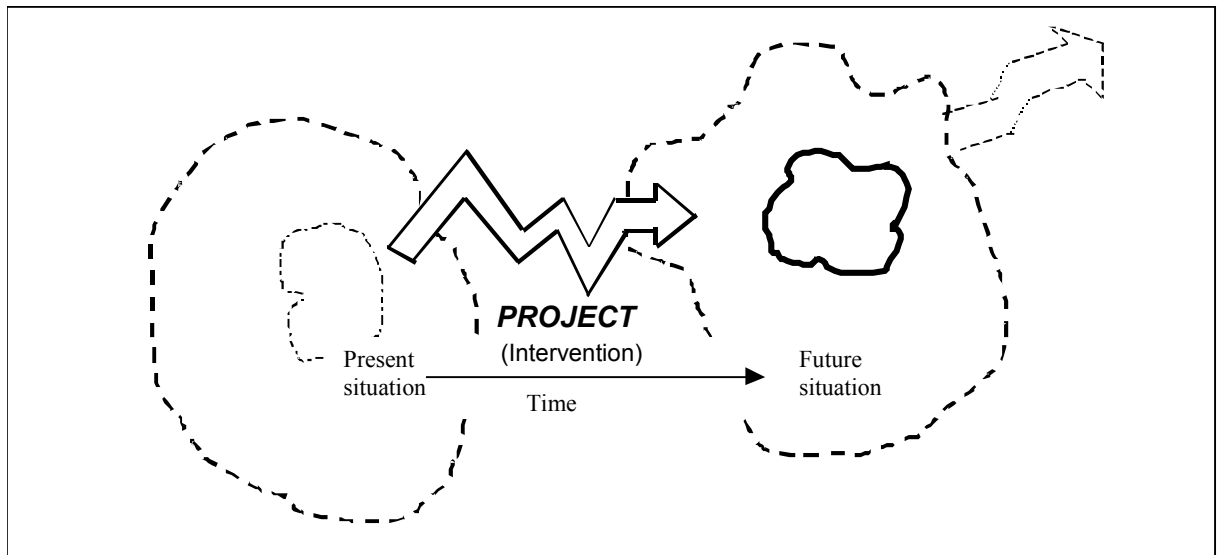 PROJECT
(Intervention)
Present
situation
Time
Future
situation